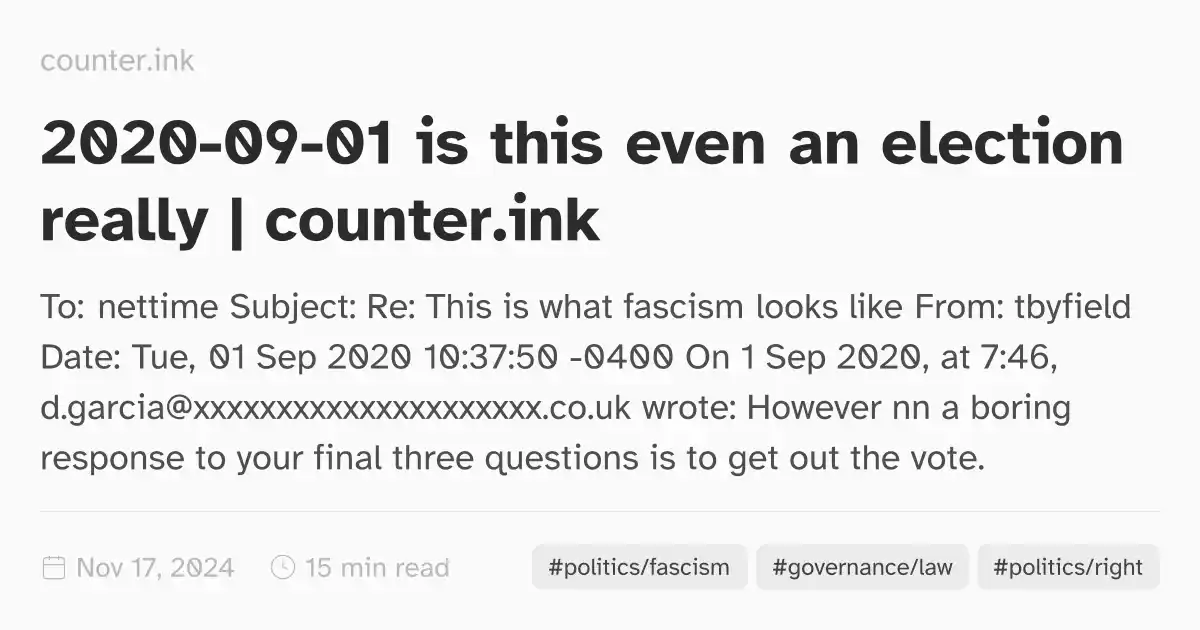 counter.ink
2020-09-01 is this even an election
really | counter.ink
To: nettime Subject: Re: This is what fascism looks like From: tbyfield
Date: Tue, 01 Sep 2020 10:37:50 -0400 On 1 Sep 2020, at 7:46,
d.garcia@xxxxxxxxxxxxxxxxxxxxx.co.uk wrote: However nn a boring
response to your final three questions is to get out the vote.
Nov 17, 2024 15 min read #politics/fascism #governance/law #politics/right